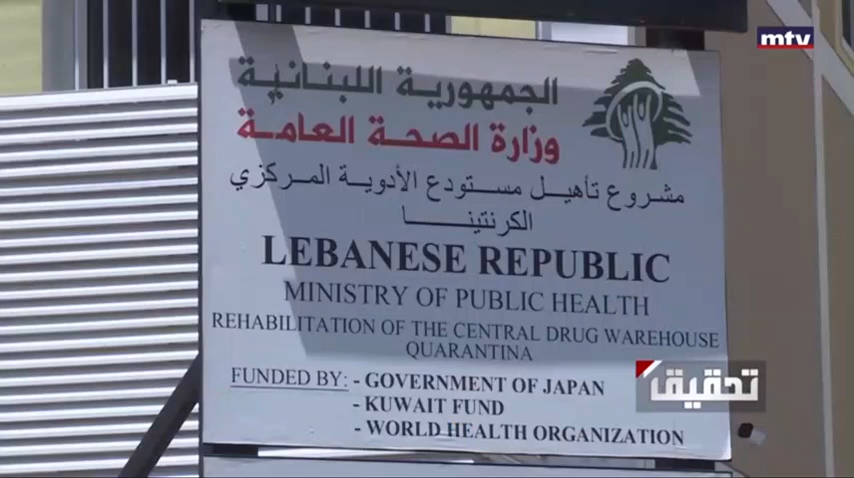 mtv
الجمهورية اللبنانية
وزارة الصحة العامة
مشروع تأهيل مستودع الأدوية المركزي
الكرنتينا
LEBANESE REPUBLIC
MINISTRY OF PUBLIC HEALTH
REHABILITATION OF THE CENTRAL DRUG WAREHOUSE
QUARANTINA
FUNDED BY: - GOVERNMENT OF JAPAN
- KUWAIT FUND
- WORLD HEALTH ORGANIZATION
تحقيق